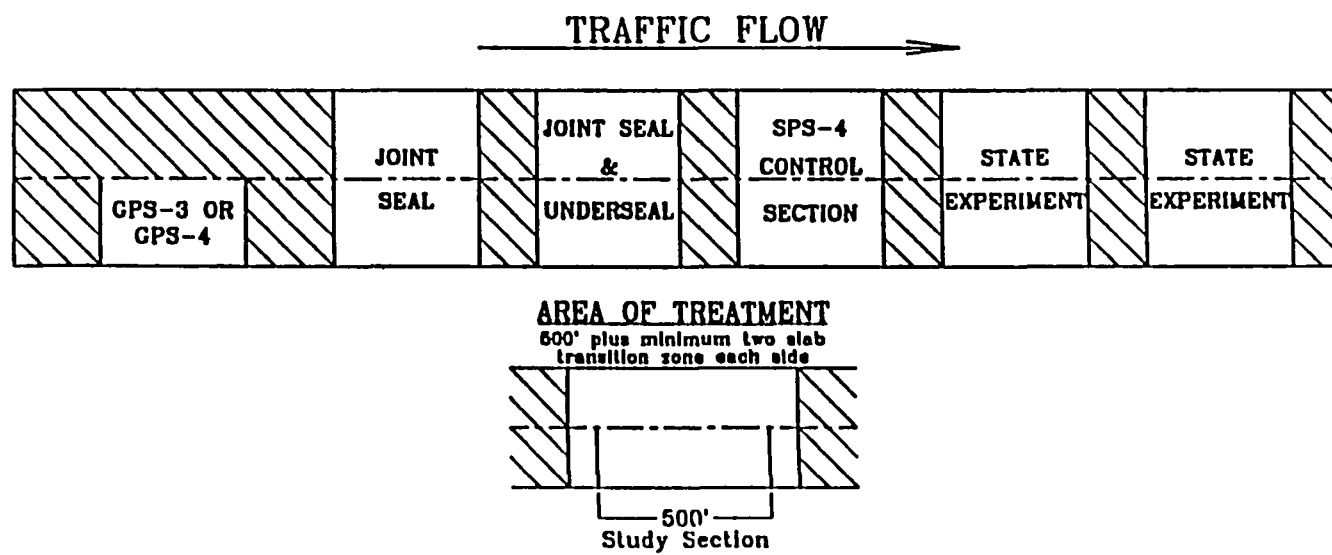 TRAFFIC FLOW
JOINT
SEAL
JOINT SEAL
&
UNDERSEAL
SPS-4
CONTROL
SECTION
STATE
EXPERIMENT
STATE
EXPERIMENT
GPS-3 OR
GPS-4
AREA OF TREATMENT
500' plus minimum two slab
transition zone each side
500'
Study Section